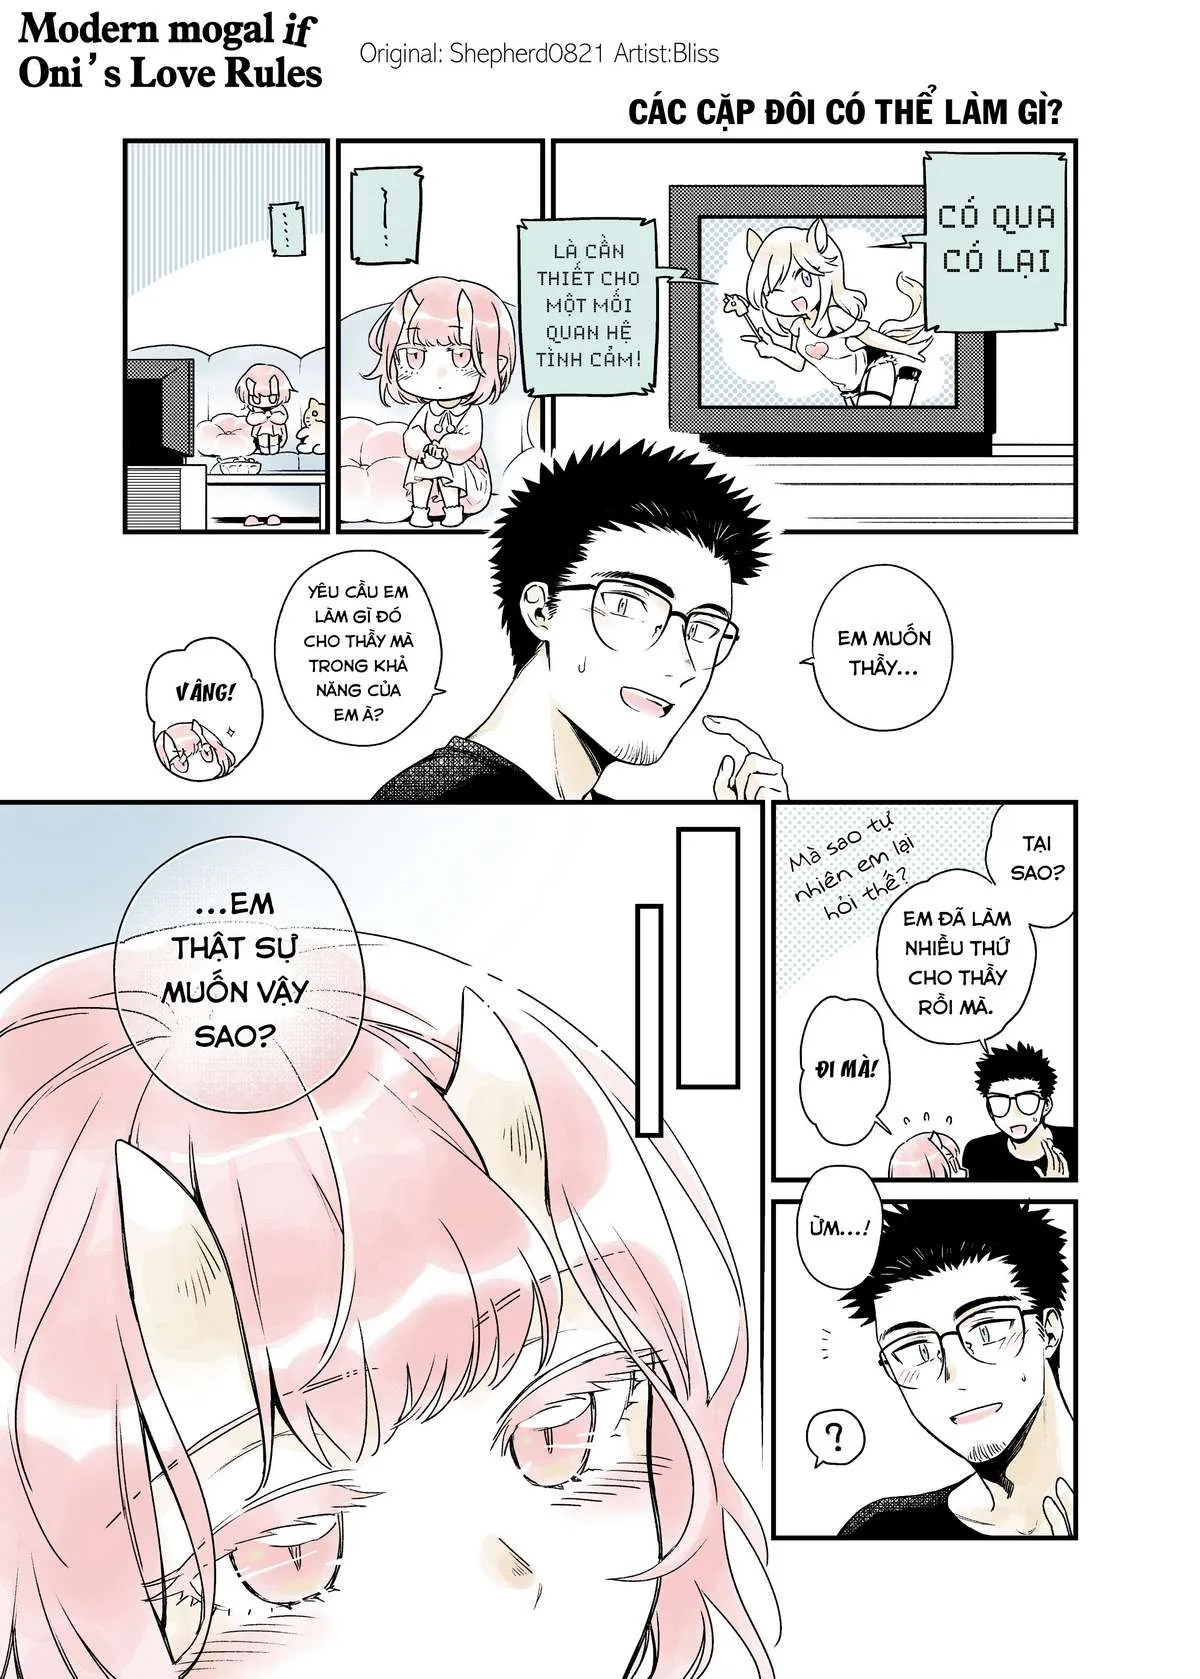 Modern mogal if
Oni's Love Rules
Original: Shepherd0821 Artist:Bliss
CÁC CẶP ĐÔI CÓ THỂ LÀM GÌ?
CÓ QUA
CÓ LẠI
LÀ CẦN
THIẾT CHO
MỘT MỐI
QUAN HỆ
TÌNH CẢM!
EM MUỐN
THẦY...
YÊU CẦU EM
LÀM GÌ ĐÓ
CHO THẦY MÀ
TRONG KHẢ
NĂNG CỦA
EM À?
VÂNG!
TẠI
SAO?
Mà sao tự
nhiên em lại
hỏi thế?
EM ĐÃ LÀM
NHIỀU THỨ
CHO THẦY
RỒI MÀ.
ĐI MÀ!
ỪM...!
?
...EM
THẬT SỰ
MUỐN VẬY
SAO?